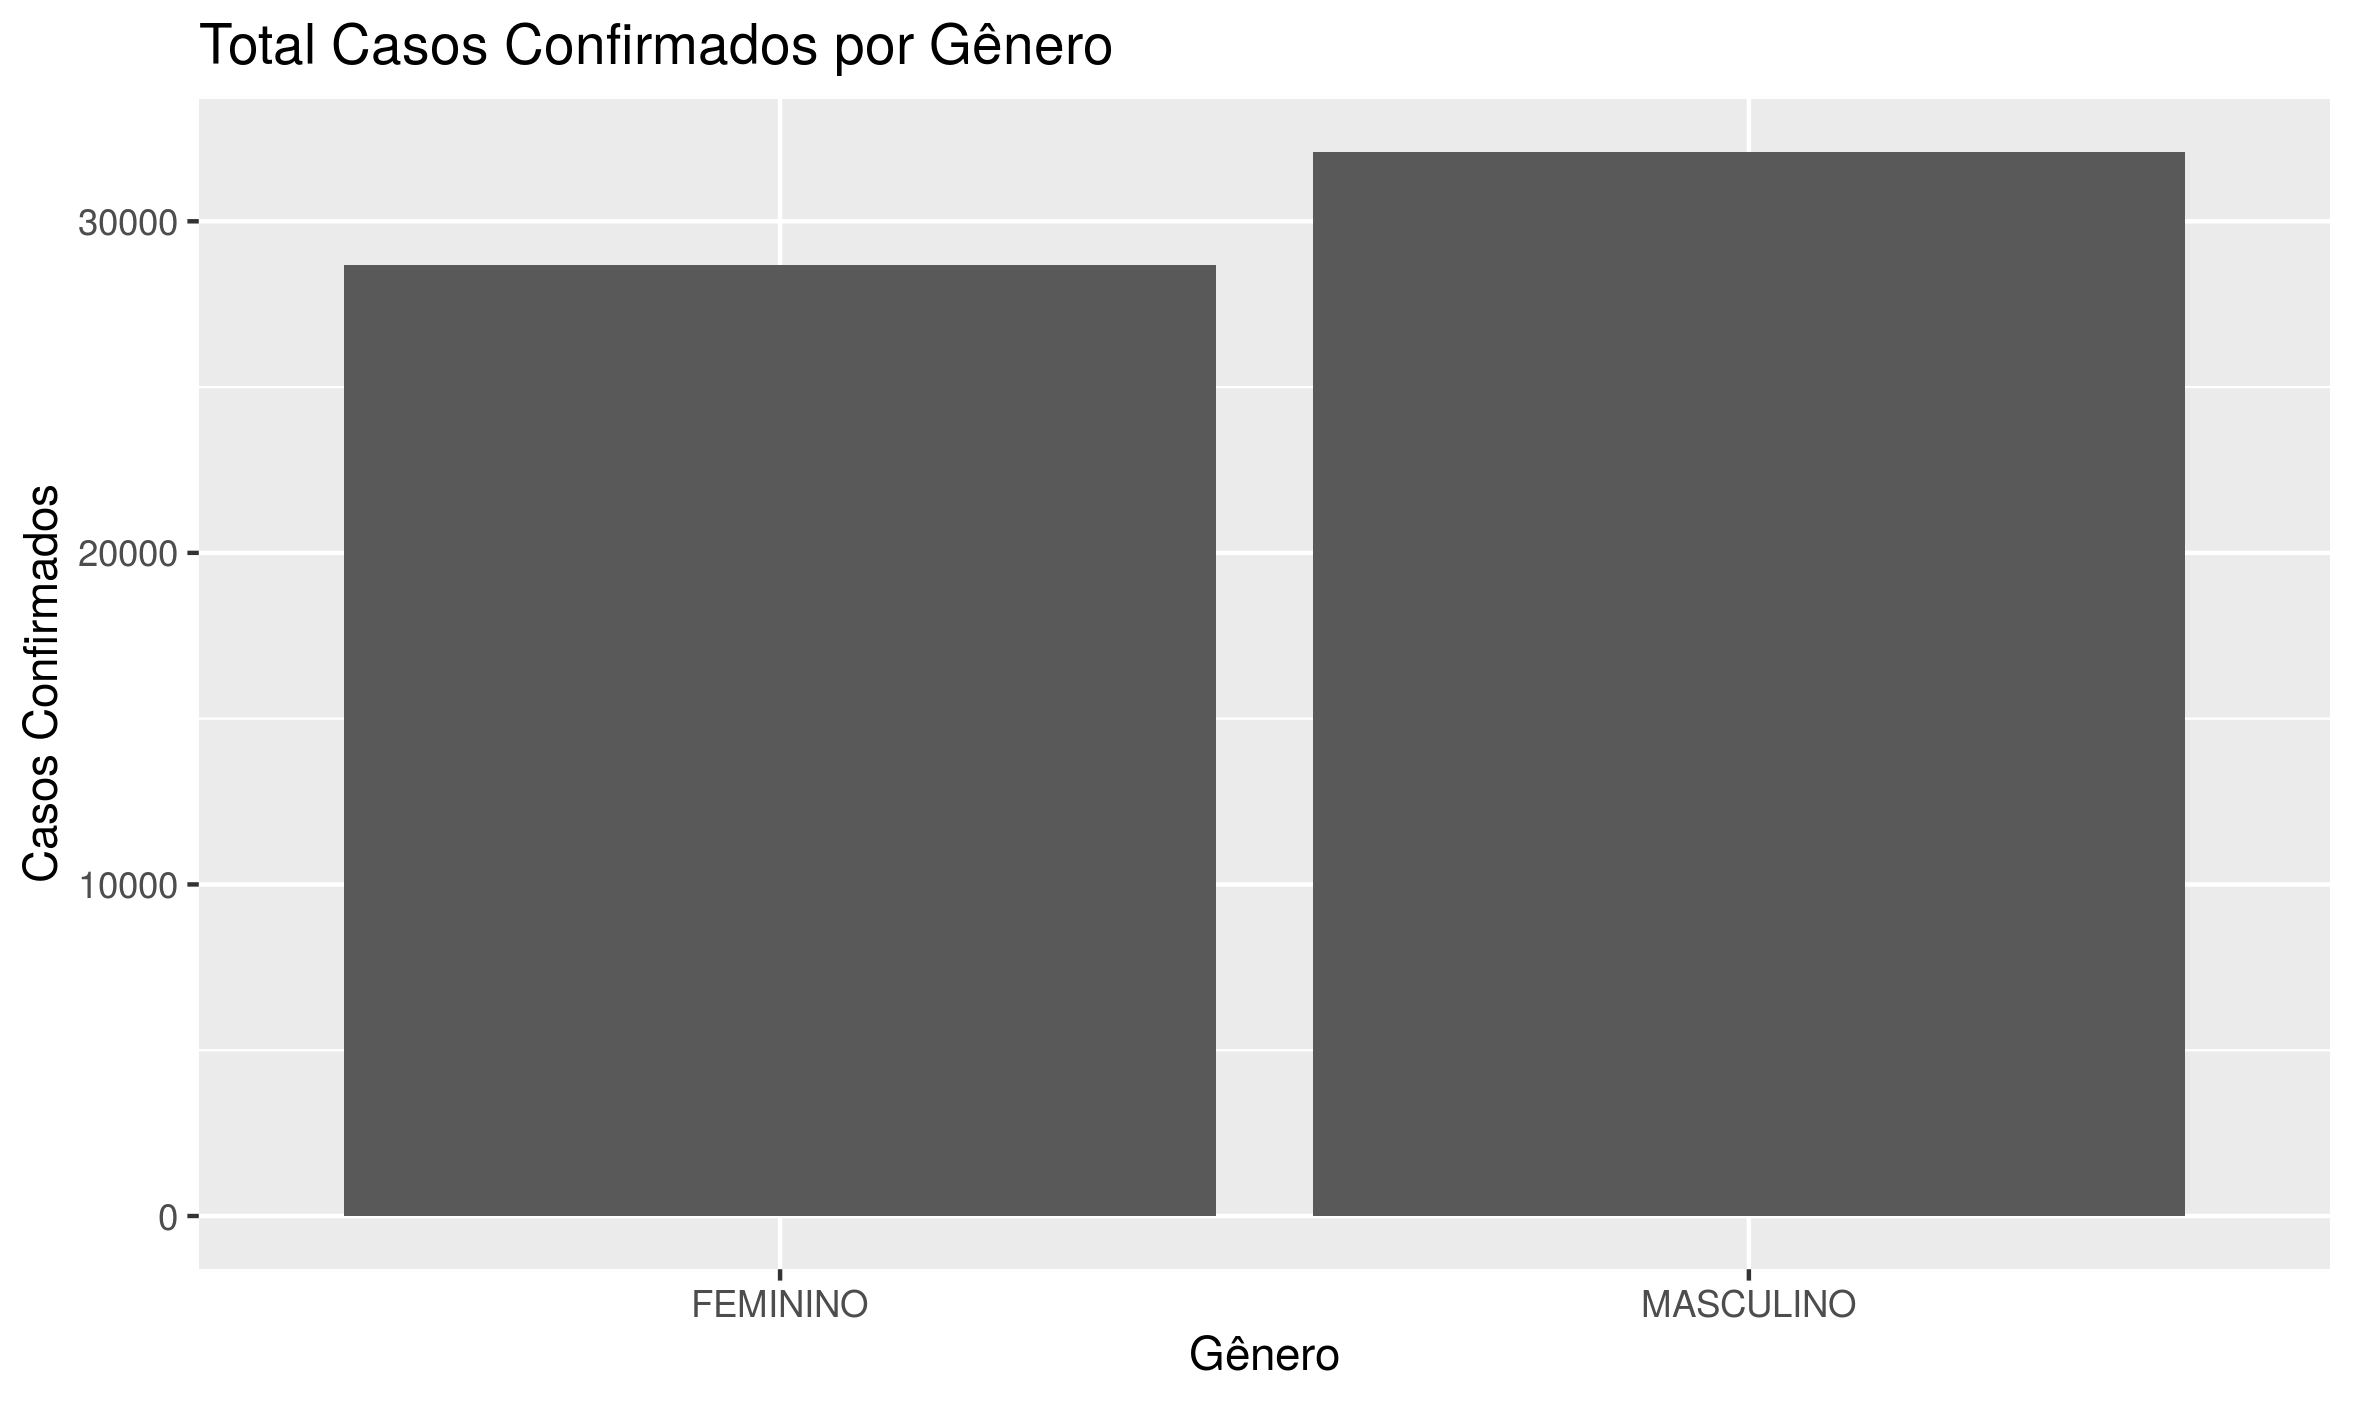 Total Casos Confirmados por Gênero
Casos Confirmados
30000
20000
10000
0
FEMININO
MASCULINO
Gênero